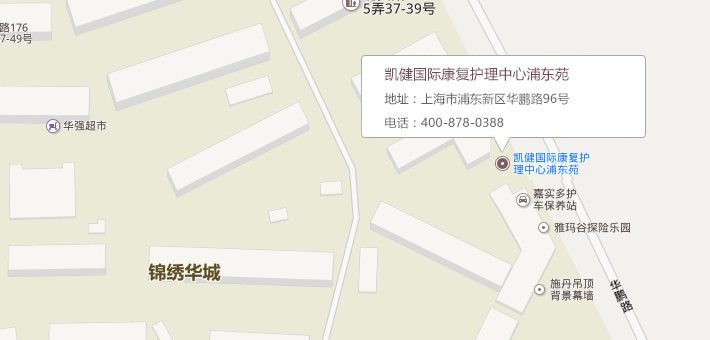 5弄37-39号
路176
7-49号
凯健国际康复护理中心浦东苑
地址：上海市浦东新区华鹏路96号
电话：400-878-0388
华强超市
凯健国际康复护
理中心浦东苑
嘉实多护
车保养站
雅玛谷探险乐园
锦绣华城
施丹吊顶
背景幕墙
华鹏路